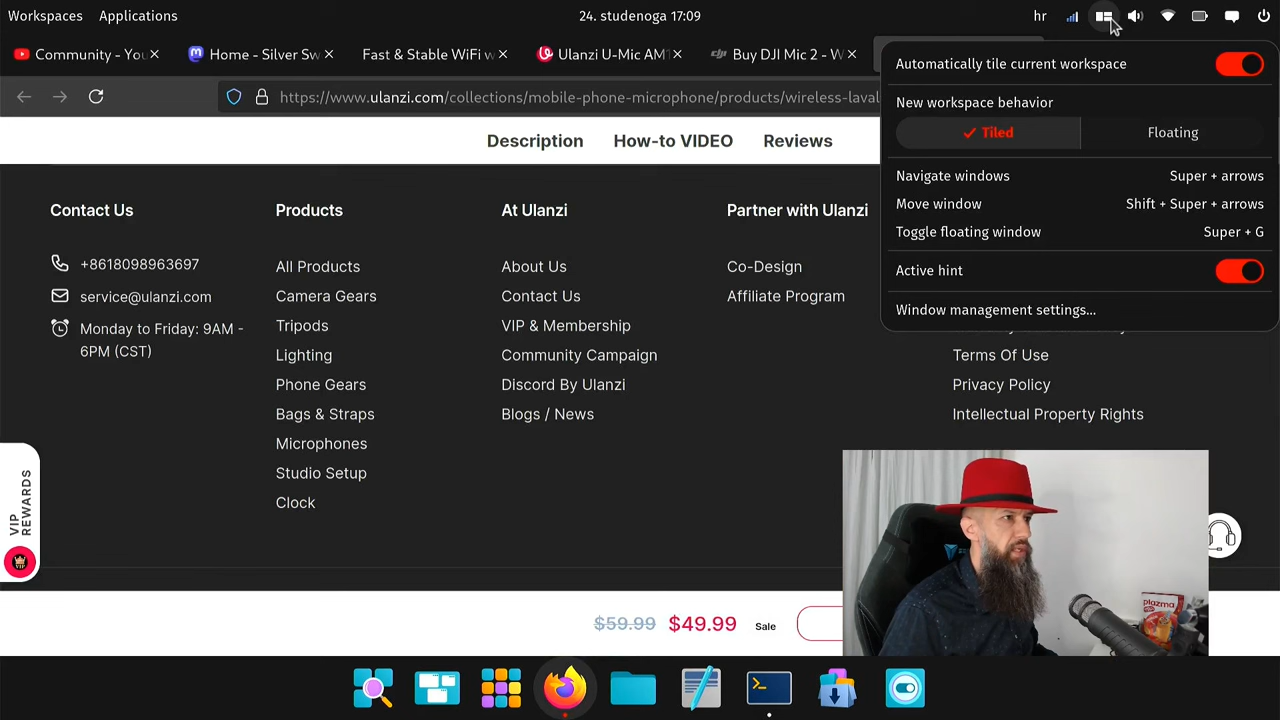 Workspaces Applications 24. studenoga 17:09 hr
Community - You Home - Silver Sw Fast & Stable WiFi w Ulanzi U-Mic AM1 Buy DJI Mic 2 - W
https://www.ulanzi.com/collections/mobile-phone-microphone/products/wireless-laval
Description How-to VIDEO Reviews
Automatically tile current workspace
New workspace behavior
Tiled Floating
Navigate windows Super + arrows
Move window Shift + Super + arrows
Toggle floating window Super + G
Active hint
Window management settings...
Contact Us
+8618098963697
service@ulanzi.com
Monday to Friday: 9AM -
6PM (CST)
Products
All Products
Camera Gears
Tripods
Lighting
Phone Gears
Bags & Straps
Microphones
Studio Setup
Clock
At Ulanzi
About Us
Contact Us
VIP & Membership
Community Campaign
Discord By Ulanzi
Blogs / News
Partner with Ulanzi
Co-Design
Affiliate Program
Terms Of Use
Privacy Policy
Intellectual Property Rights
VIP
REWARDS
VIP
plazma
$59.99 $49.99 Sale